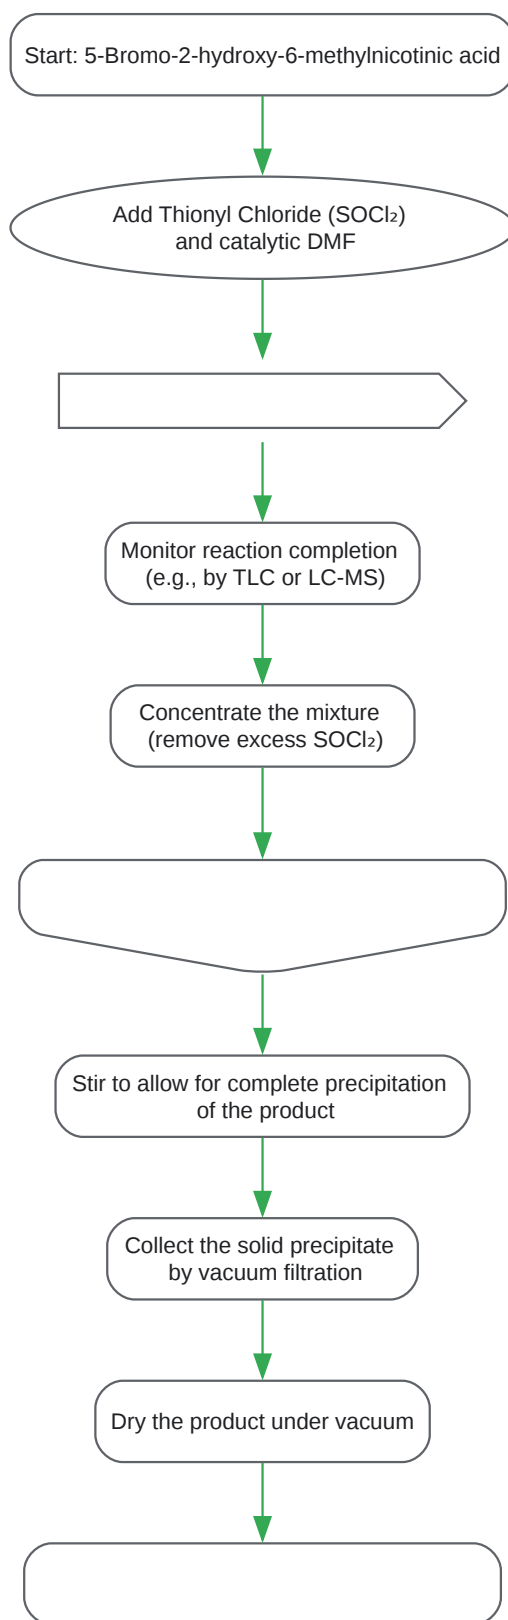 Start: 5-Bromo-2-hydroxy-6-methylnicotinic acid
Add Thionyl Chloride (SOCl₂)
and catalytic DMF
Monitor reaction completion
(e.g., by TLC or LC-MS)
Concentrate the mixture
(remove excess SOCl₂)
Stir to allow for complete precipitation
of the product
Collect the solid precipitate
by vacuum filtration
Dry the product under vacuum